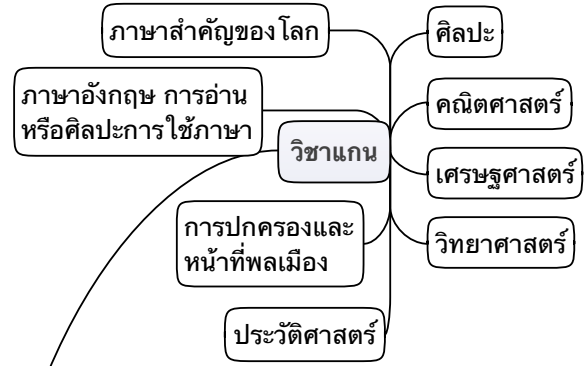 ภาษาสำคัญของโลก
ศิลปะ
ภาษาอังกฤษ การอ่าน
หรือศิลปะการใช้ภาษา
คณิตศาสตร์
วิชาแกน
เศรษฐศาสตร์
การปกครองและ
หน้าที่พลเมือง
วิทยาศาสตร์
ประวัติศาสตร์